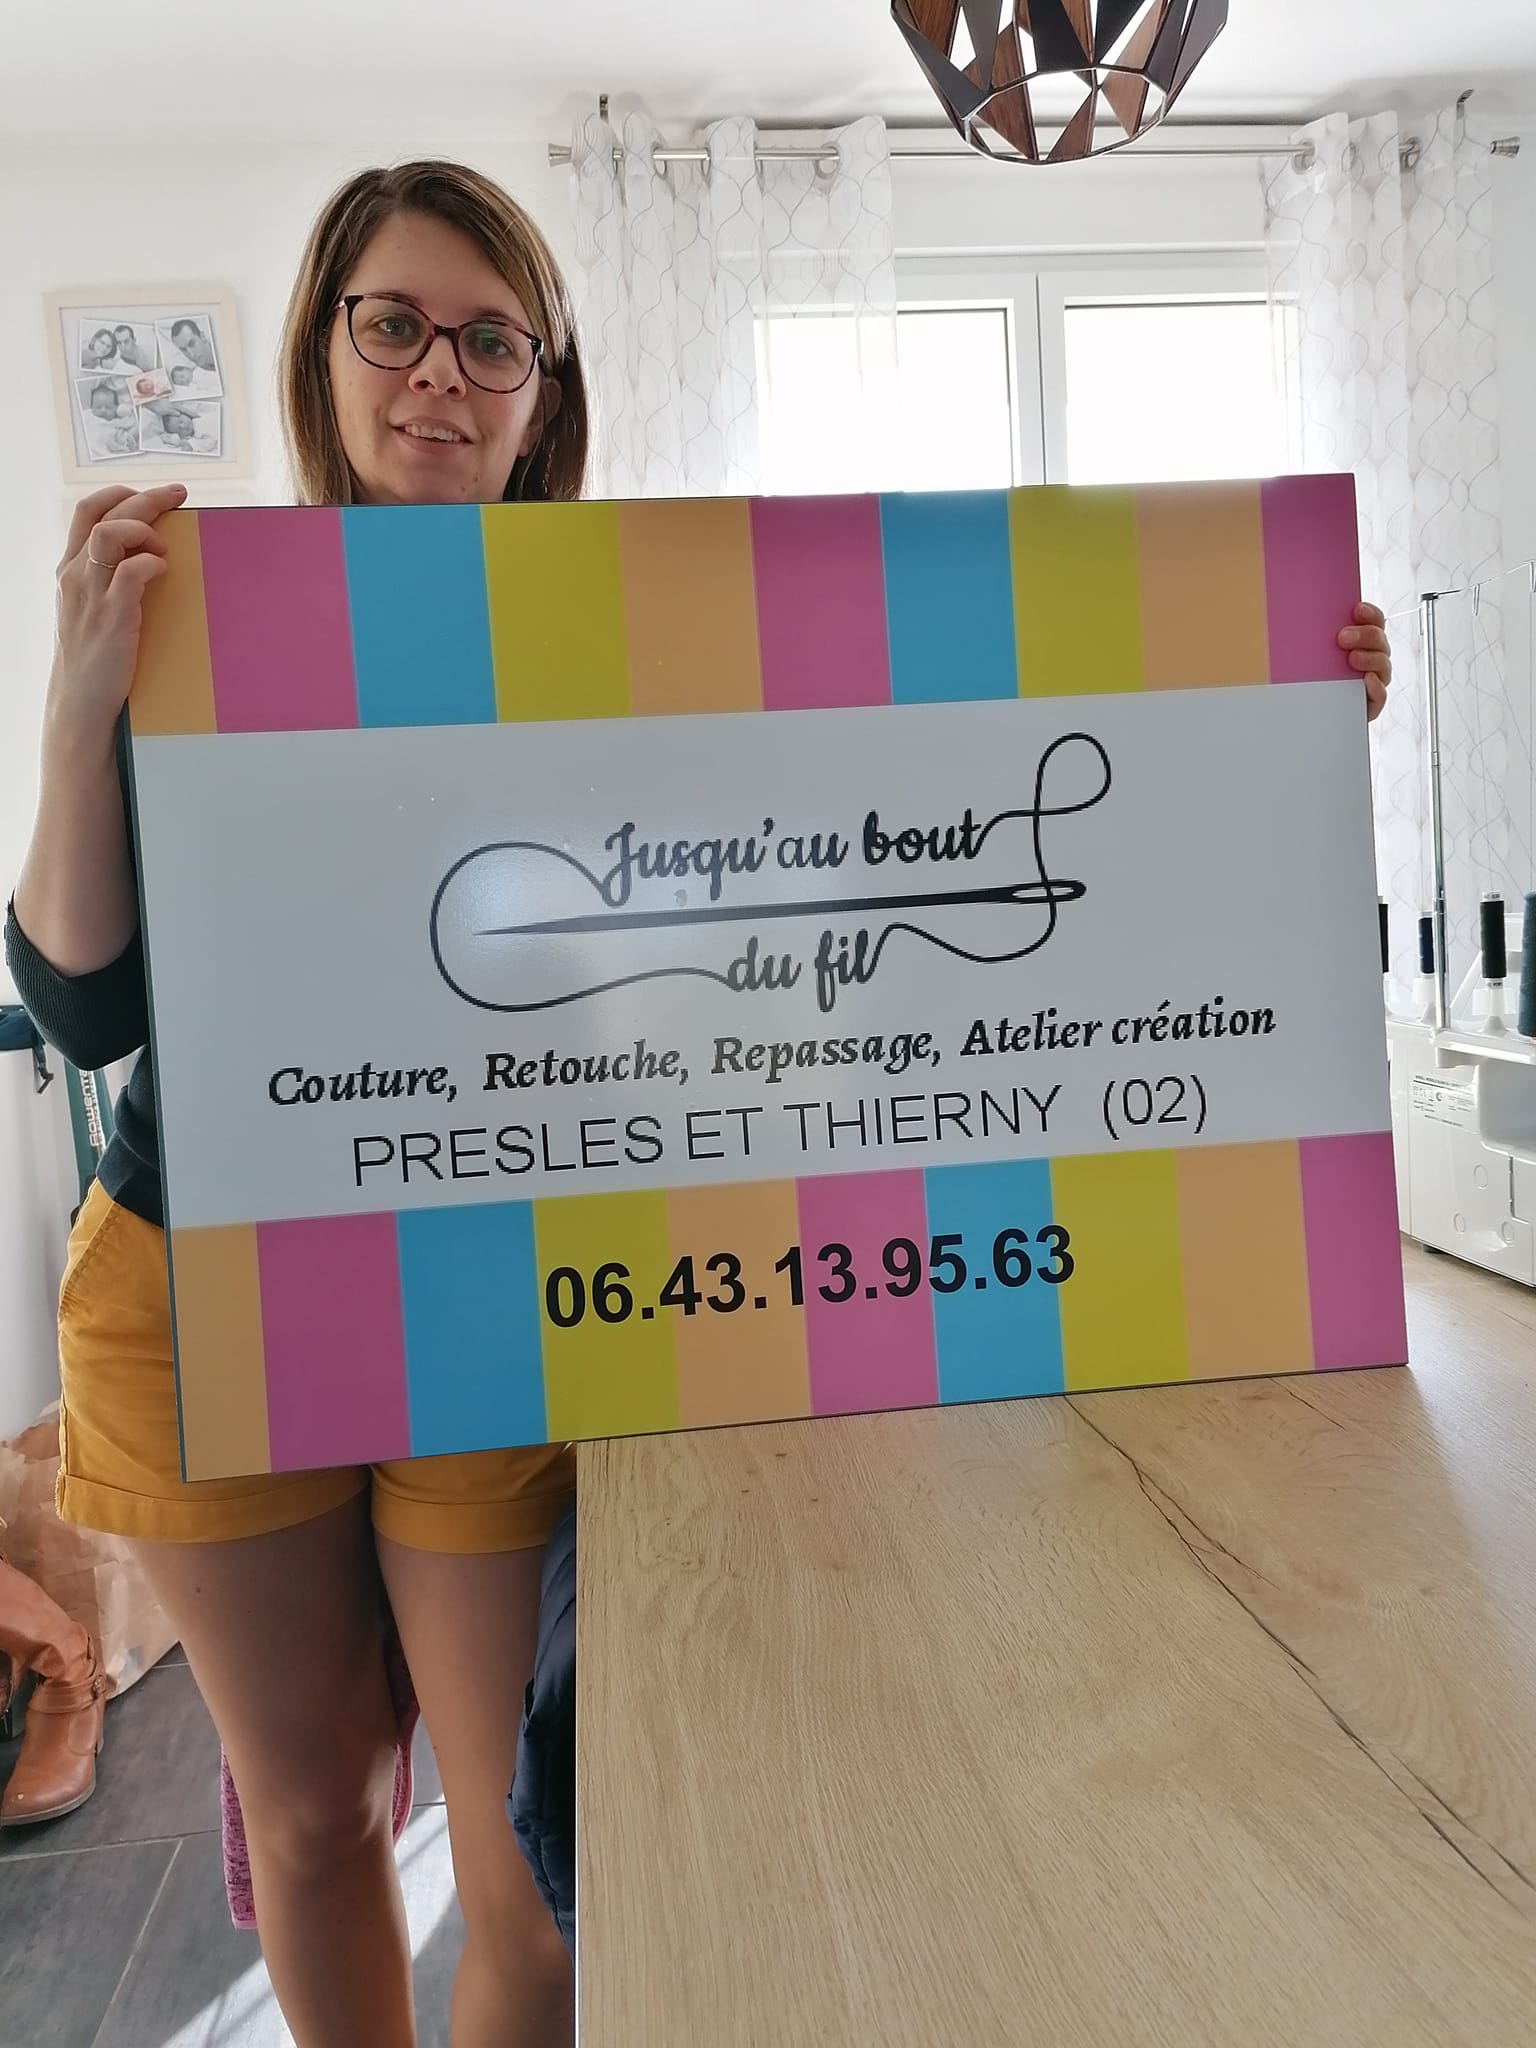 Jusqu'au bout
du fil
Couture, Retouche, Repassage, Atelier création
PRESLES ET THIERNY (02)
06.43.13.95.63
Rowenta